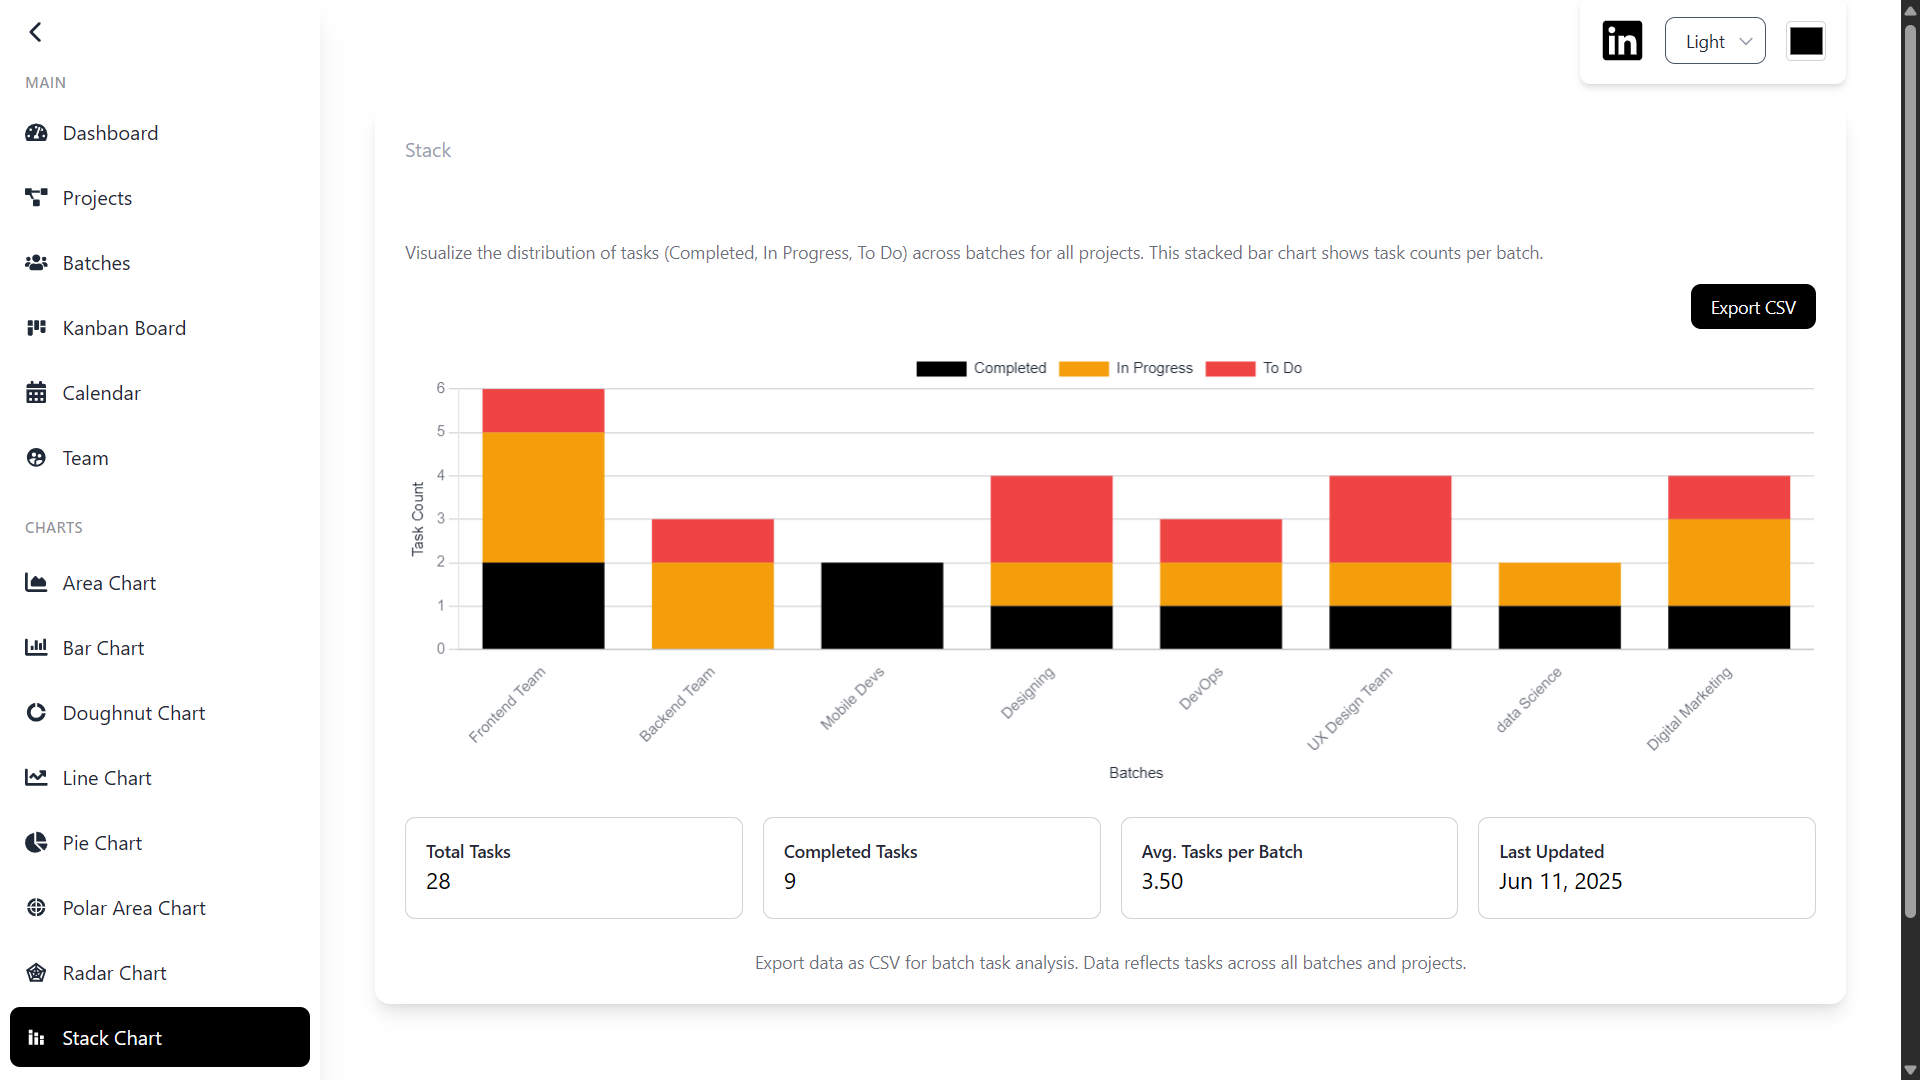 MAIN
Dashboard
Projects
Batches
Kanban Board
Calendar
Team
CHARTS
Area Chart
Bar Chart
Doughnut Chart
Line Chart
Pie Chart
Polar Area Chart
Radar Chart
Stack Chart
in
Light
Stack
Visualize the distribution of tasks (Completed, In Progress, To Do) across batches for all projects. This stacked bar chart shows task counts per batch.
Export CSV
Completed In Progress To Do
6
5
4
3
2
1
0
Task Count
Frontend Team
Backend Team
Mobile Devs
Designing
DevOps
UX Design Team
data Science
Digital Marketing
Batches
Total Tasks
28
Completed Tasks
9
Avg. Tasks per Batch
3.50
Last Updated
Jun 11, 2025
Export data as CSV for batch task analysis. Data reflects tasks across all batches and projects.